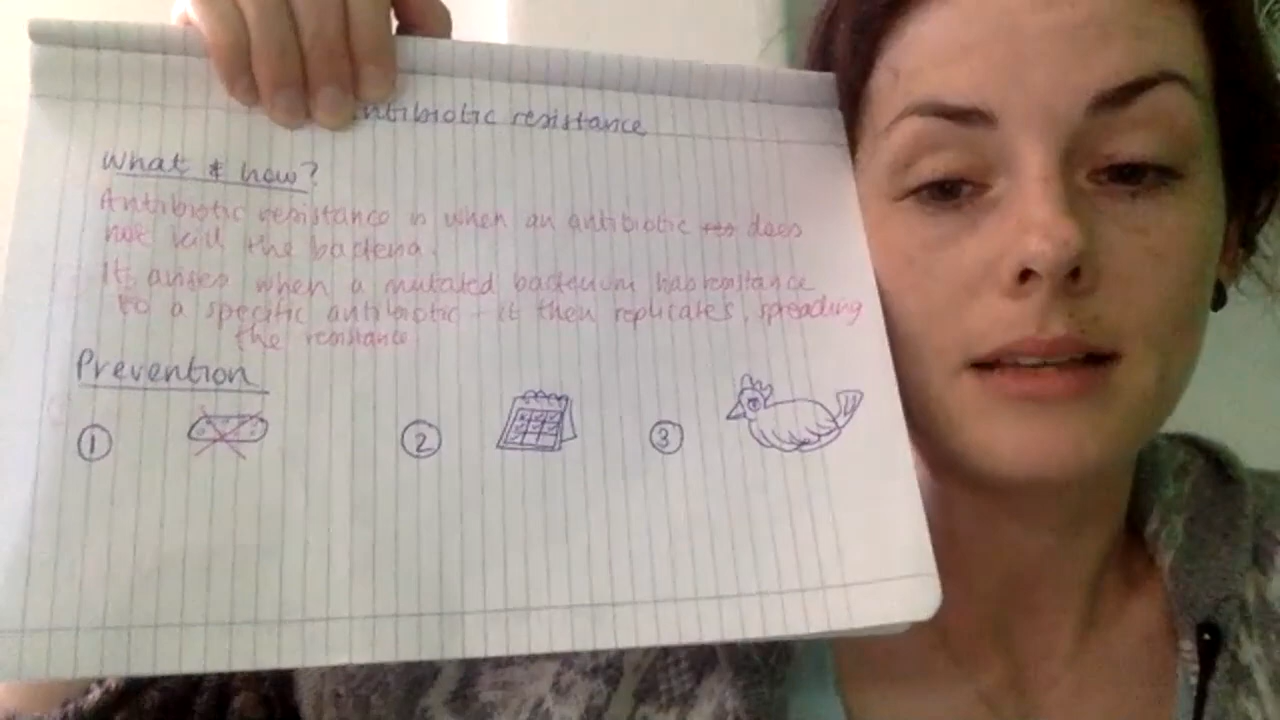 ntibiotic resistance
What & how?
Antibiotic resistance is when an antibiotic does
not kill the bacteria.
It arises when a mutated bacterium has resistance
to a specific antibiotic - it then replicates, spreading
the resistance.
Prevention
1 2 3